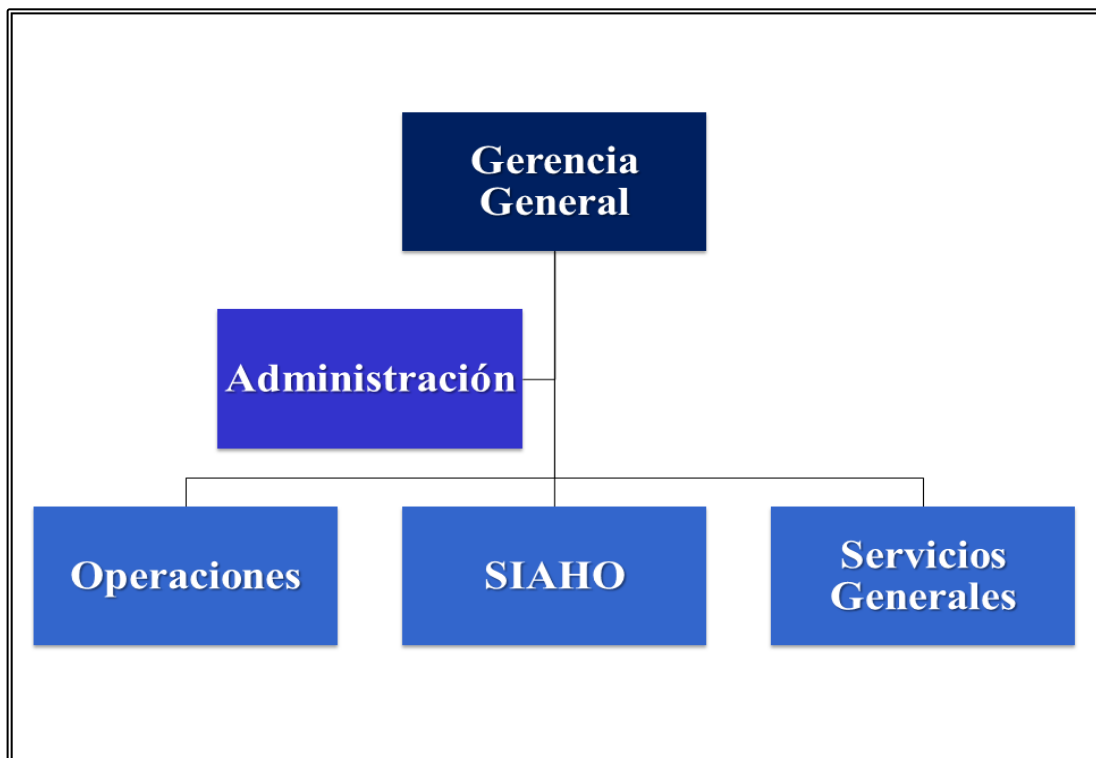 Gerencia
General
Administración
Operaciones
SIAHO
Servicios
Generales